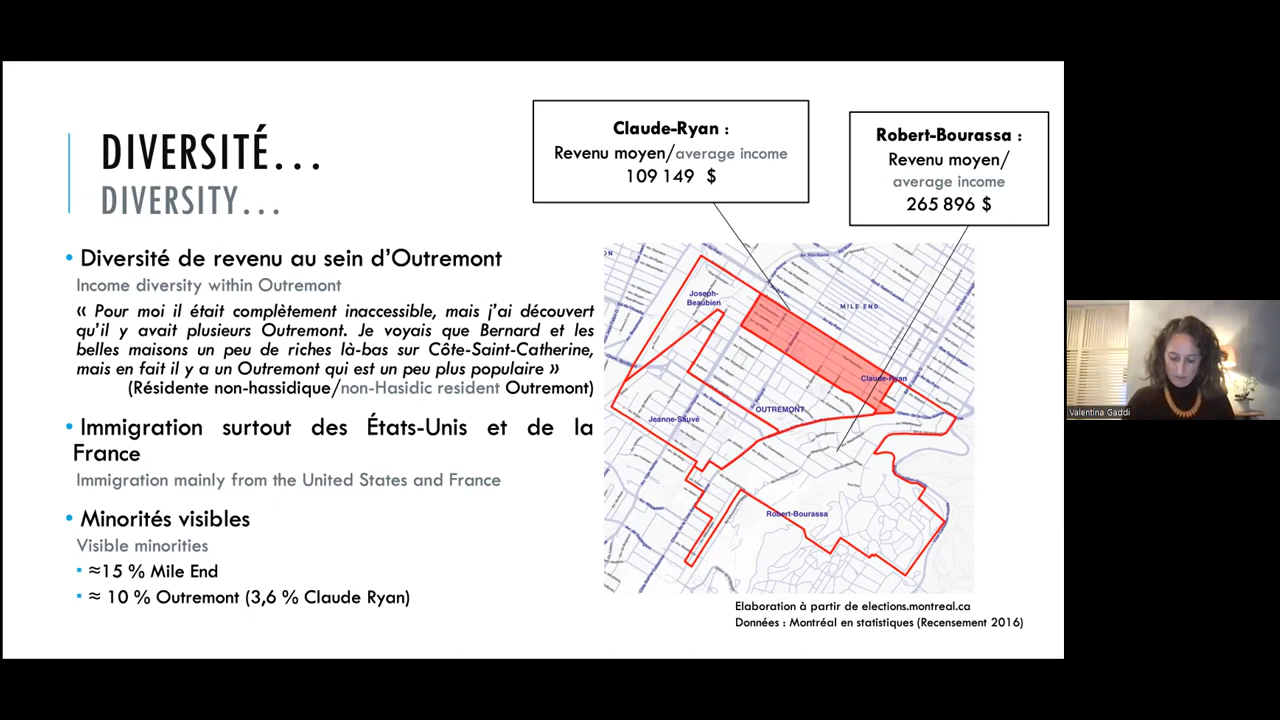 DIVERSITÉ...
DIVERSITY...
Claude-Ryan :
Revenu moyen/average income
109 149 $
Robert-Bourassa :
Revenu moyen/
average income
265 896 $
• Diversité de revenu au sein d'Outremont
Income diversity within Outremont
« Pour moi il était complètement inaccessible, mais j'ai découvert
qu'il y avait plusieurs Outremont. Je voyais que Bernard et les
belles maisons un peu de riches là-bas sur Côte-Saint-Catherine,
mais en fait il y a un Outremont qui est un peu plus populaire »
(Résidente non-hassidique/non-Hasidic resident Outremont)
• Immigration surtout des États-Unis et de la
France
Immigration mainly from the United States and France
• Minorités visibles
Visible minorities
▪ ≈15 % Mile End
▪ ≈ 10 % Outremont (3,6 % Claude Ryan)
Joseph-
Beaubien
MILE END
Claude-Ryan
OUTREMONT
Jeanne-Sauvé
Robert-Bourassa
Elaboration à partir de elections.montreal.ca
Données : Montréal en statistiques (Recensement 2016)
Valentina Gaddi